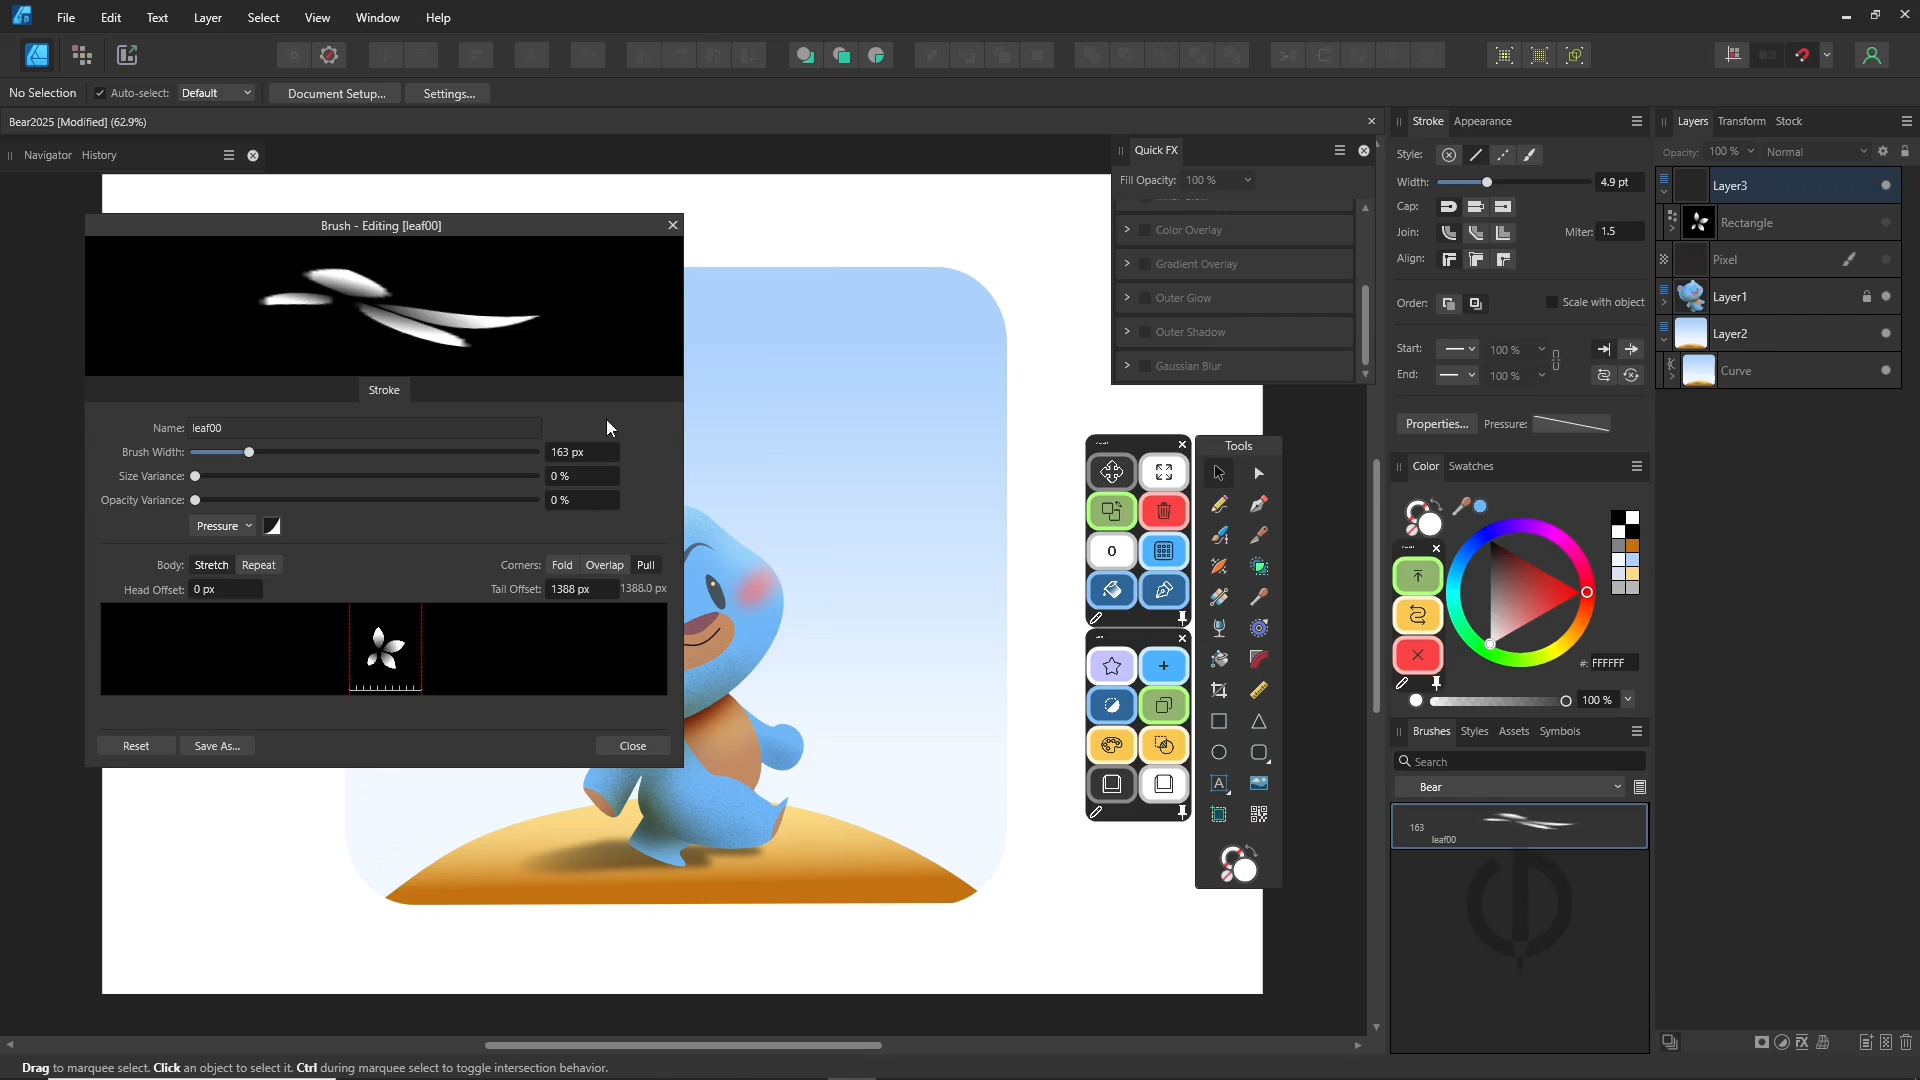 File Edit Text Layer Select View Window Help
No Selection Auto-select: Default Document Setup... Settings...
Bear2025 [Modified] (62.9%)
Navigator History
Quick FX
Fill Opacity: 100 %
Color Overlay
Gradient Overlay
Outer Glow
Outer Shadow
Gaussian Blur
Brush - Editing [leaf00]
Stroke
Name: leaf00
Brush Width: 163 px
Size Variance: 0 %
Opacity Variance: 0 %
Pressure
Body: Stretch Repeat Corners: Fold Overlap Pull
Head Offset: 0 px Tail Offset: 1388 px 1388.0 px
Reset Save As... Close
Tools
0
Stroke Appearance
Style:
Width: 4.9 pt
Cap:
Join: Miter: 1.5
Align:
Order: Scale with object
Start: 100 %
End: 100 %
Properties... Pressure:
Color Swatches
#: FFFFFF
100 %
Brushes Styles Assets Symbols
Search
Bear
163
leaf00
Layers Transform Stock
Opacity: 100 % Normal
Layer3
Rectangle
Pixel
Layer1
Layer2
Curve
Drag to marquee select. Click an object to select it. Ctrl during marquee select to toggle intersection behavior.